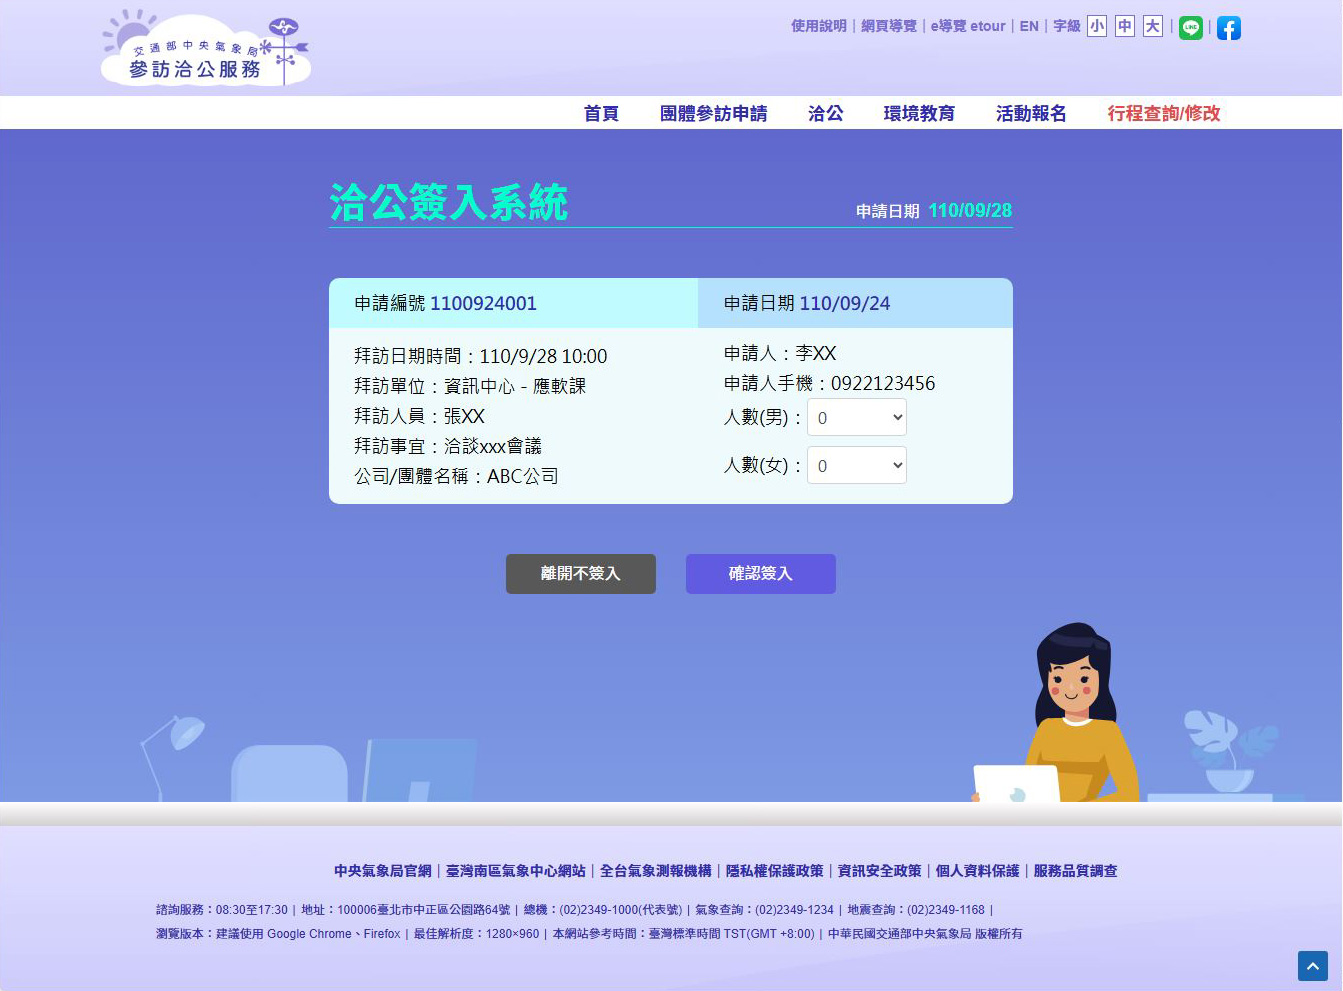 交通部中央氣象局
參訪洽公服務
使用說明｜網頁導覽｜e導覽 etour｜EN｜字級 小 中 大 | LINE | f
首頁 團體參訪申請 洽公 環境教育 活動報名 行程查詢/修改
洽公簽入系統
申請日期 110/09/28
申請編號 1100924001
申請日期 110/09/24
拜訪日期時間：110/9/28 10:00
拜訪單位：資訊中心 - 應軟課
拜訪人員：張XX
拜訪事宜：洽談xxx會議
公司/團體名稱：ABC公司
申請人：李XX
申請人手機：0922123456
人數(男)：0
人數(女)：0
離開不簽入 確認簽入
中央氣象局官網｜臺灣南區氣象中心網站｜全台氣象測報機構｜隱私權保護政策｜資訊安全政策｜個人資料保護｜服務品質調查
諮詢服務：08:30至17:30 | 地址：100006臺北市中正區公園路64號 | 總機：(02)2349-1000(代表號) | 氣象查詢：(02)2349-1234 | 地震查詢：(02)2349-1168 |
瀏覽版本：建議使用 Google Chrome、Firefox | 最佳解析度：1280×960 | 本網站參考時間：臺灣標準時間 TST(GMT +8:00) | 中華民國交通部中央氣象局 版權所有